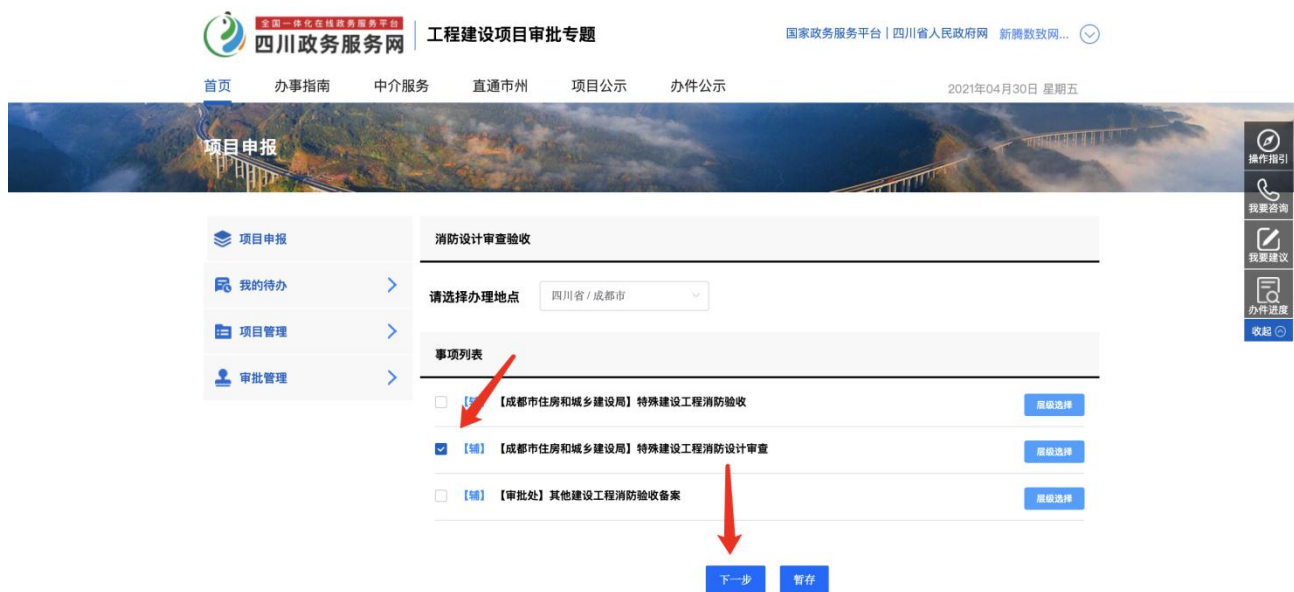 全国一体化在线政务服务平台
四川政务服务网
工程建设项目审批专题
国家政务服务平台 | 四川省人民政府网 新腾数致网...
首页 办事指南 中介服务 直通市州 项目公示 办件公示
2021年04月30日 星期五
项目申报
操作指引
我要咨询
我要建议
办件进度
收起
项目申报
我的待办
项目管理
审批管理
消防设计审查验收
请选择办理地点 四川省 / 成都市
事项列表
【成都市住房和城乡建设局】特殊建设工程消防验收 层级选择
【辅】 【成都市住房和城乡建设局】特殊建设工程消防设计审查 层级选择
【辅】 【审批处】其他建设工程消防验收备案 层级选择
下一步 暂存